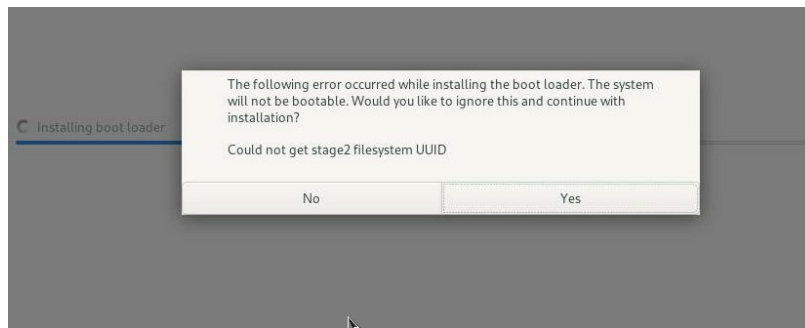 The following error occurred while installing the boot loader. The system
will not be bootable. Would you like to ignore this and continue with
installation?
Installing boot loader
Could not get stage2 filesystem UUID
No
Yes